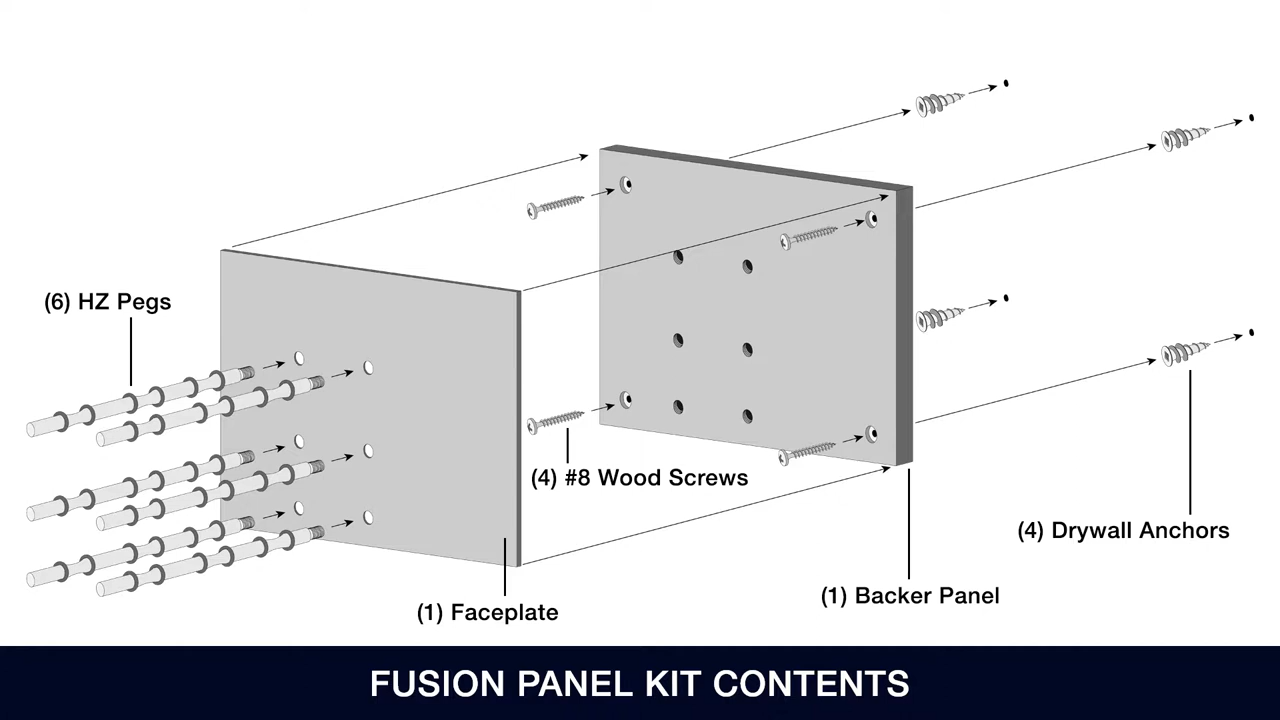 (6) HZ Pegs
(4) #8 Wood Screws
(4) Drywall Anchors
(1) Backer Panel
(1) Faceplate
FUSION PANEL KIT CONTENTS